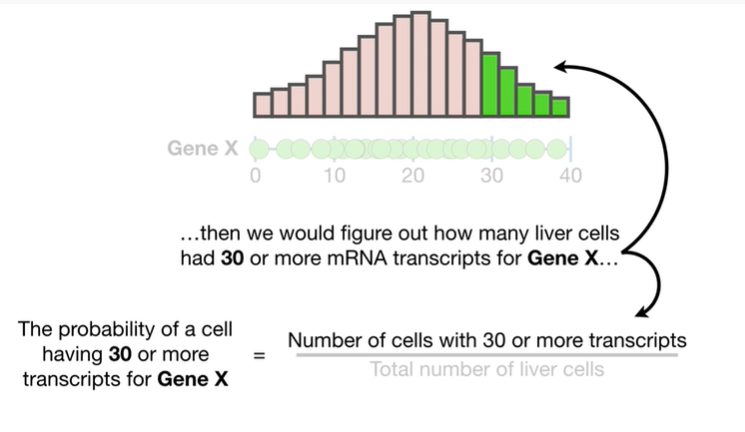 Gene X
0 10 20 30 40
...then we would figure out how many liver cells
had 30 or more mRNA transcripts for Gene X...
The probability of a cell
having 30 or more
transcripts for Gene X
=
Number of cells with 30 or more transcripts
Total number of liver cells